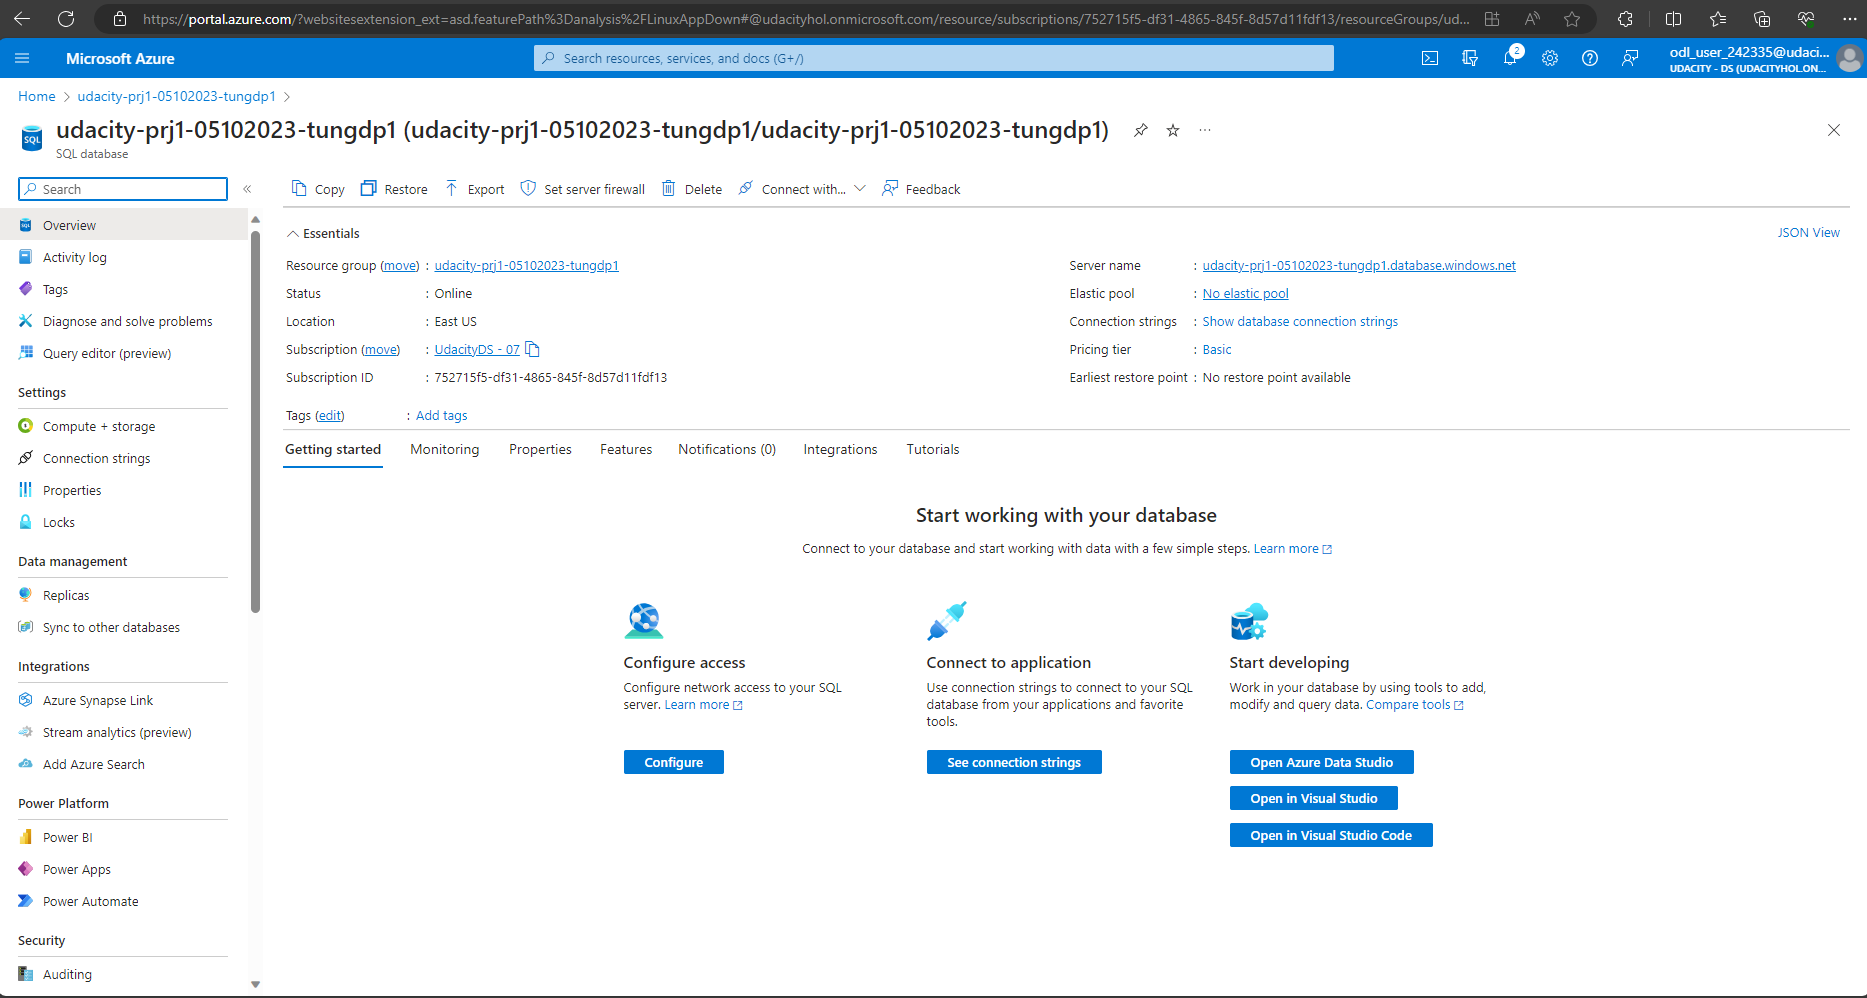 https://portal.azure.com/?websitesextension_ext=asd.featurePath%3Danalysis%2FLinuxAppDown#@udacityhol.onmicrosoft.com/resource/subscriptions/752715f5-df31-4865-845f-8d57d11fdf13/resourceGroups/ud...
Microsoft Azure
Search resources, services, and docs (G+/)
2
odl_user_242335@udaci...
UDACITY - DS (UDACITYHOL.ON...
Home > udacity-prj1-05102023-tungdp1 >
udacity-prj1-05102023-tungdp1 (udacity-prj1-05102023-tungdp1/udacity-prj1-05102023-tungdp1)
SQL database
Search
Copy Restore Export Set server firewall Delete Connect with... Feedback
Overview
Activity log
Tags
Diagnose and solve problems
Query editor (preview)
Settings
Compute + storage
Connection strings
Properties
Locks
Data management
Replicas
Sync to other databases
Integrations
Azure Synapse Link
Stream analytics (preview)
Add Azure Search
Power Platform
Power BI
Power Apps
Power Automate
Security
Auditing
Essentials
JSON View
Resource group (move) : udacity-prj1-05102023-tungdp1
Status : Online
Location : East US
Subscription (move) : UdacityDS - 07
Subscription ID : 752715f5-df31-4865-845f-8d57d11fdf13
Tags (edit) : Add tags
Server name : udacity-prj1-05102023-tungdp1.database.windows.net
Elastic pool : No elastic pool
Connection strings : Show database connection strings
Pricing tier : Basic
Earliest restore point : No restore point available
Getting started Monitoring Properties Features Notifications (0) Integrations Tutorials
Start working with your database
Connect to your database and start working with data with a few simple steps. Learn more
Configure access
Configure network access to your SQL
server. Learn more
Configure
Connect to application
Use connection strings to connect to your SQL
database from your applications and favorite
tools.
See connection strings
Start developing
Work in your database by using tools to add,
modify and query data. Compare tools
Open Azure Data Studio
Open in Visual Studio
Open in Visual Studio Code